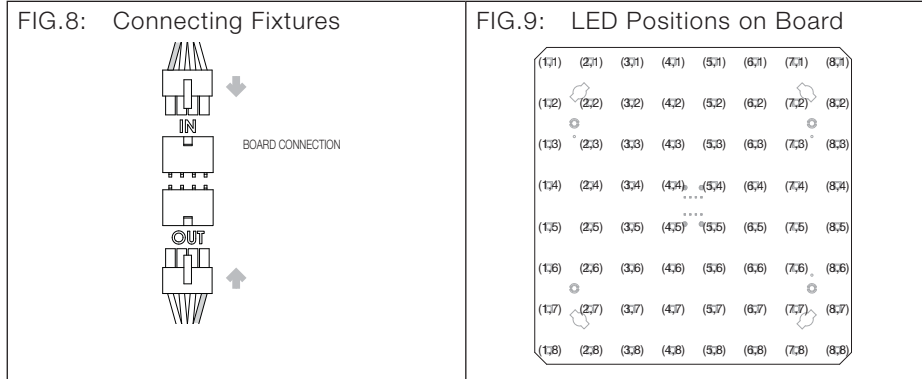 FIG.8: Connecting Fixtures
IN
BOARD CONNECTION
OUT
FIG.9: LED Positions on Board
(1,1) (2,1) (3,1) (4,1) (5,1) (6,1) (7,1) (8,1)
(1,2) (2,2) (3,2) (4,2) (5,2) (6,2) (7,2) (8,2)
(1,3) (2,3) (3,3) (4,3) (5,3) (6,3) (7,3) (8,3)
(1,4) (2,4) (3,4) (4,4) (5,4) (6,4) (7,4) (8,4)
(1,5) (2,5) (3,5) (4,5) (5,5) (6,5) (7,5) (8,5)
(1,6) (2,6) (3,6) (4,6) (5,6) (6,6) (7,6) (8,6)
(1,7) (2,7) (3,7) (4,7) (5,7) (6,7) (7,7) (8,7)
(1,8) (2,8) (3,8) (4,8) (5,8) (6,8) (7,8) (8,8)